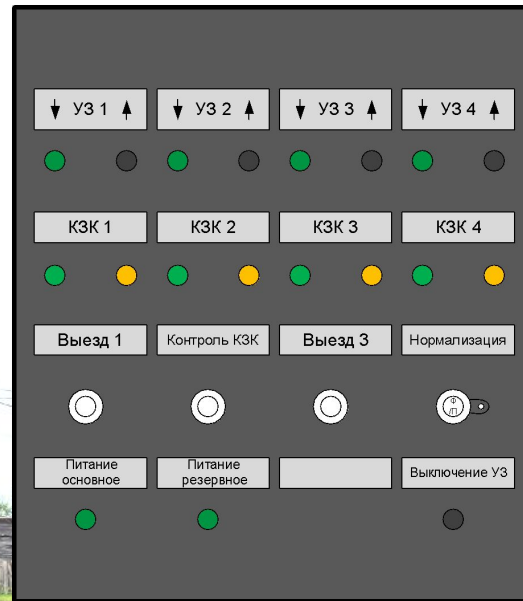 ↓ УЗ 1 ↑
↓ УЗ 2 ↑
↓ УЗ 3 ↑
↓ УЗ 4 ↑
КЗК 1
КЗК 2
КЗК 3
КЗК 4
Выезд 1
Контроль КЗК
Выезд 3
Нормализация
Ф
/П
Питание
основное
Питание
резервное
Выключение УЗ